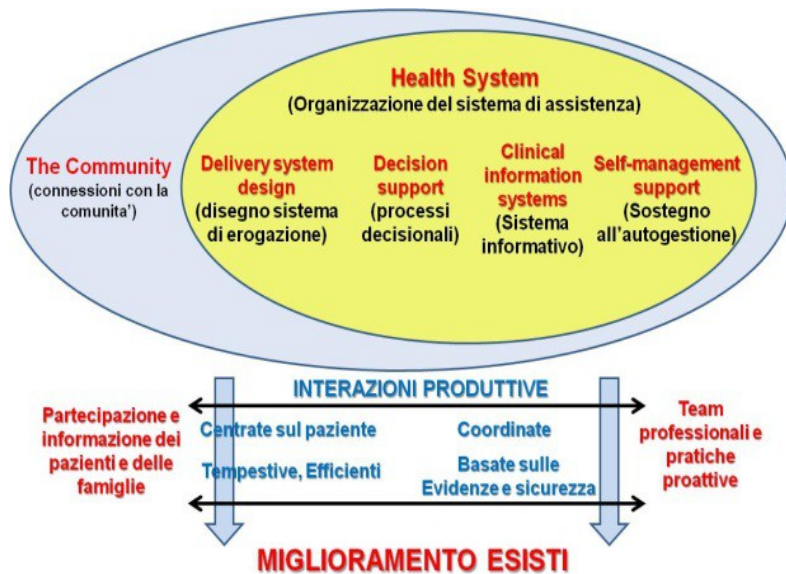 Health System
(Organizzazione del sistema di assistenza)
The Community
(connessioni con la
comunita')
Delivery system
design
(disegno sistema
di erogazione)
Decision
support
(processi
decisionali)
Clinical
information
systems
(Sistema
informativo)
Self-management
support
(Sostegno
all'autogestione)
INTERAZIONI PRODUTTIVE
Partecipazione e
informazione dei
pazienti e delle
famiglie
Centrate sul paziente
Coordinate
Tempestive, Efficienti
Basate sulle
Evidenze e sicurezza
Team
professionali e
pratiche
proattive
MIGLIORAMENTO ESISTI